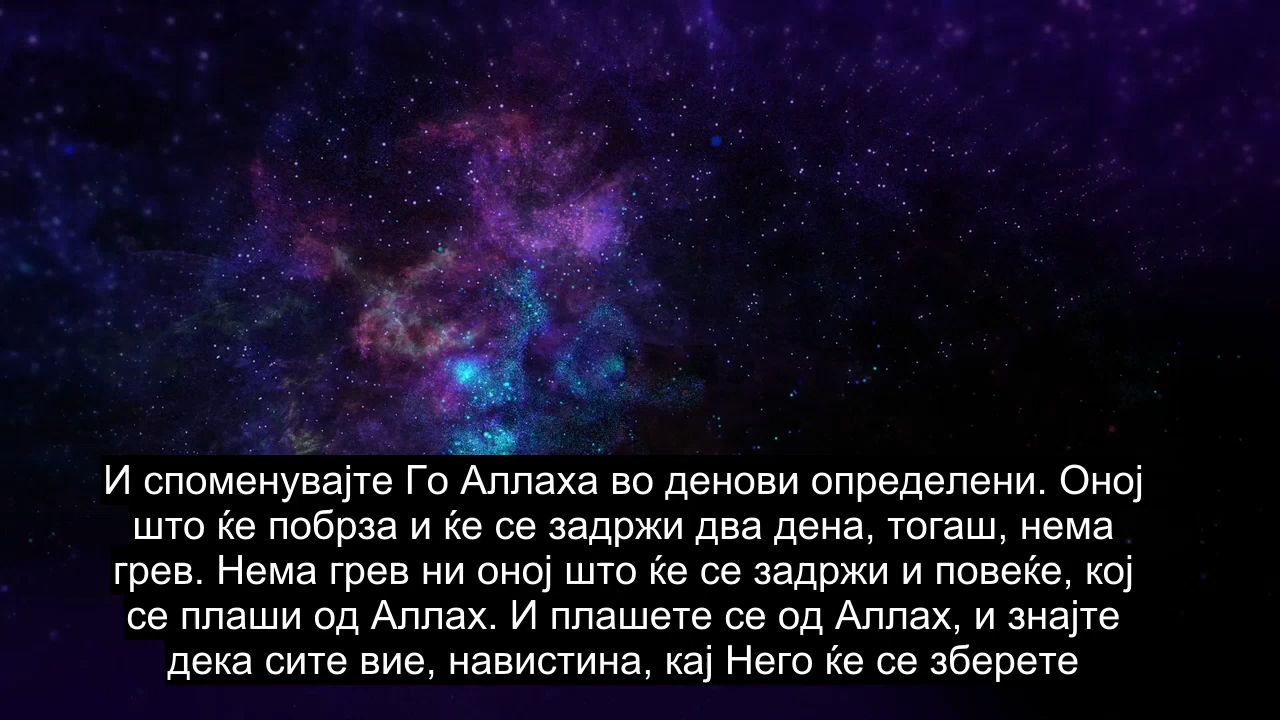 И споменувајте Го Аллаха во денови определени. Оној
што ќе побрза и ќе се задржи два дена, тогаш, нема
грев. Нема грев ни оној што ќе се задржи и повеќе, кој
се плаши од Аллах. И плашете се од Аллах, и знајте
дека сите вие, навистина, кај Него ќе се зберете